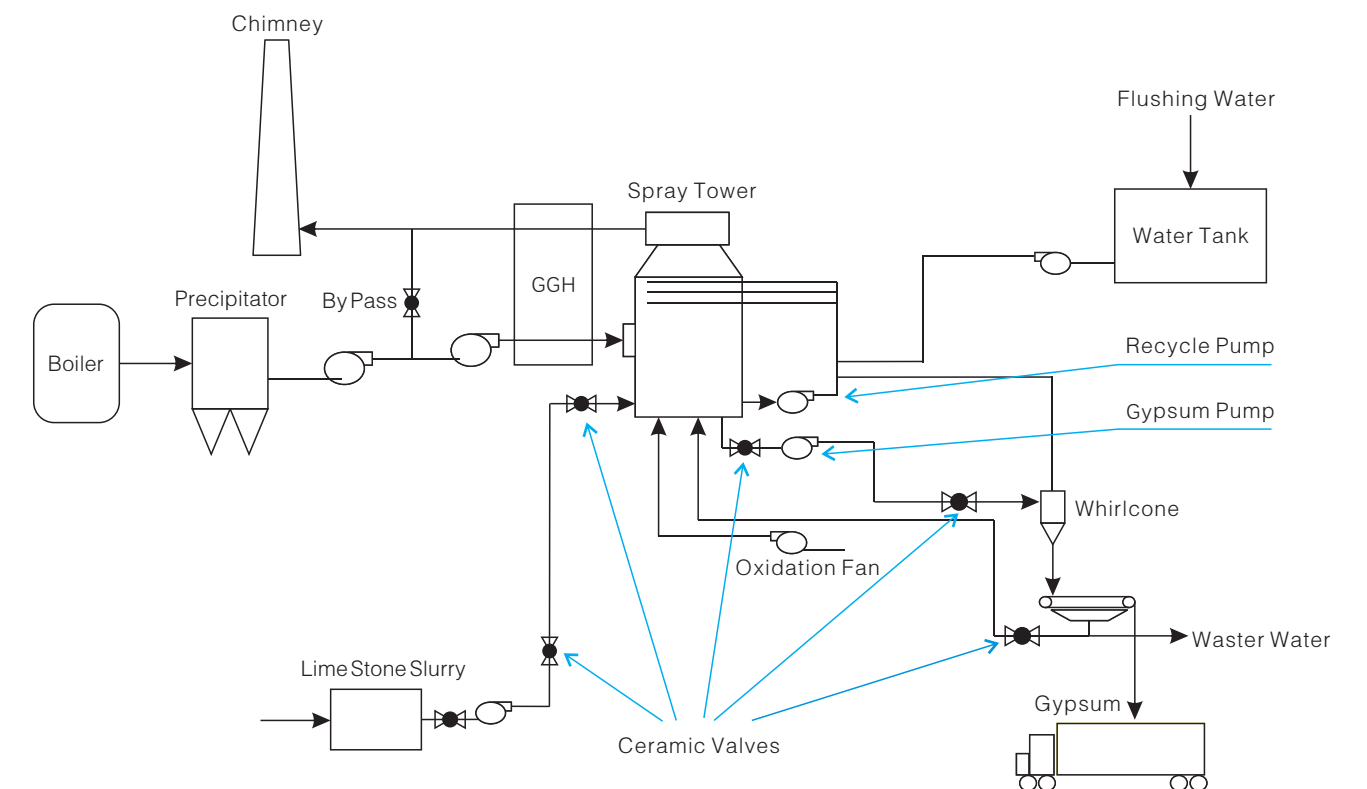 Chimney
Flushing Water
Spray Tower
Water Tank
GGH
Precipitator
By Pass
Boiler
Recycle Pump
Gypsum Pump
Whirlcone
Oxidation Fan
Waster Water
Lime Stone Slurry
Gypsum
Ceramic Valves